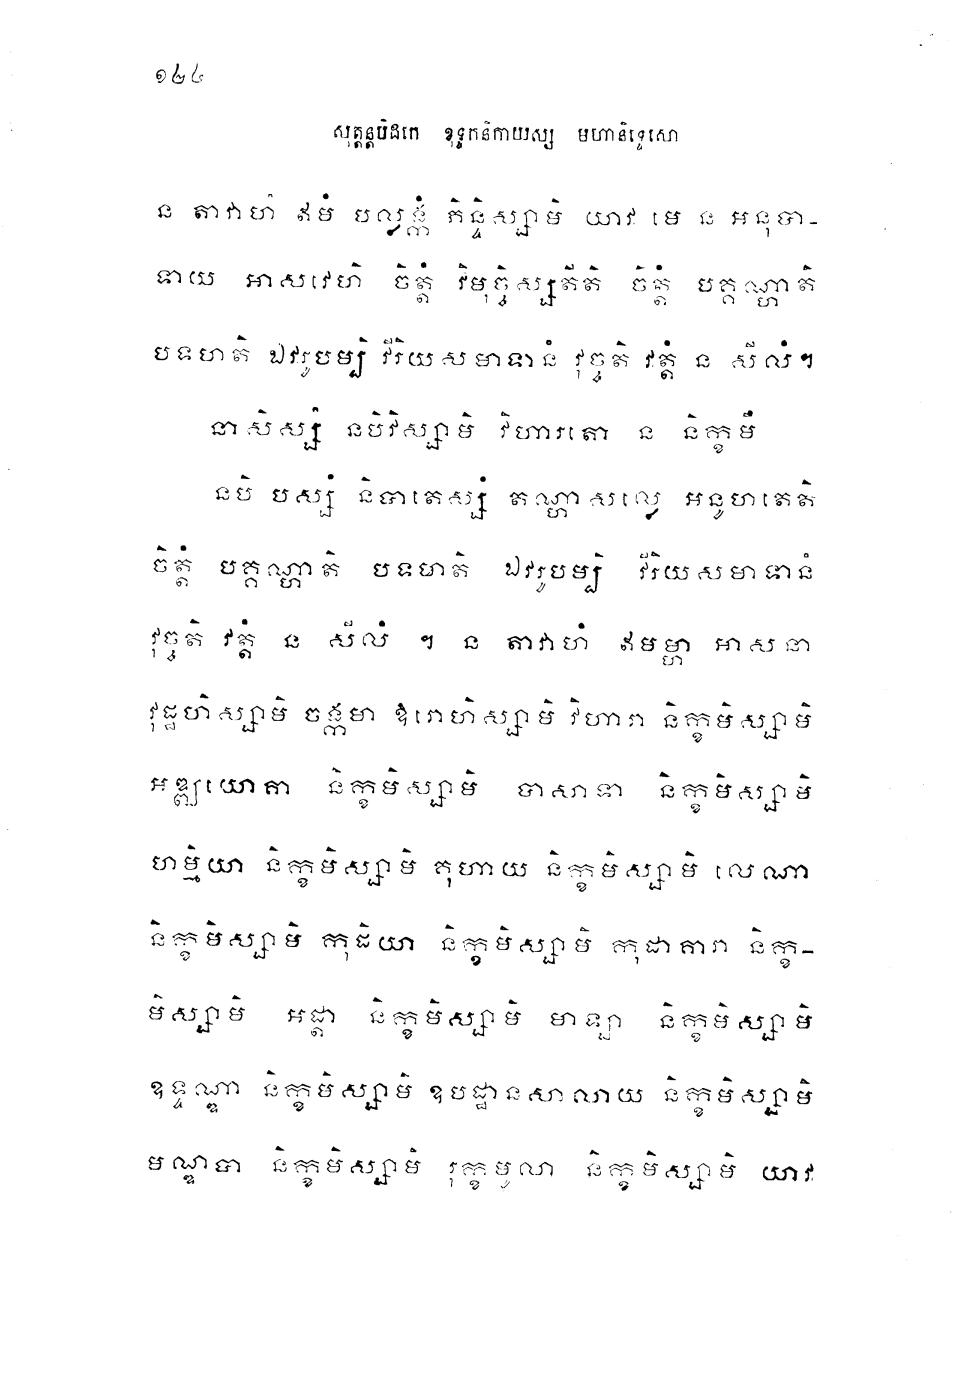 ១២៤
សុត្តន្តបិដកេ ខុទ្ទកនិកាយស្ស មហានិទ្ទេសោ
ន តាវាហំ ឥមំ បល្លង្កំ ភិន្ទិស្សាមិ យាវ មេ ន អនុបា-
ទាយ អាសវេហិ ចិត្តំ វិមុច្ចិស្សតីតិ ចិត្តំ បគ្គណ្ហាតិ
បទហតិ ឯវរូបម្បិ វីរិយសមាទានំ វុច្ចតិ វត្តំ ន សីលំ។
នាសិស្សំ នបិវិស្សាមិ វិហារតោ ន និក្ខមឹ
នបិ បស្សំ និបាតេស្សំ តណ្ហាសល្លេ អនូហតេតិ
ចិត្តំ បគ្គណ្ហាតិ បទហតិ ឯវរូបម្បិ វីរិយសមាទានំ
វុច្ចតិ វត្តំ ន សីលំ ។ ន តាវាហំ ឥមម្ហា អាសនា
វុដ្ឋហិស្សាមិ ចង្កមា ឱរោហិស្សាមិ វិហារា និក្ខមិស្សាមិ
អឌ្ឍយោគា និក្ខមិស្សាមិ បាសាទា និក្ខមិស្សាមិ
ហម្មិយា និក្ខមិស្សាមិ គុហាយ និក្ខមិស្សាមិ លេណា
និក្ខមិស្សាមិ កុដិយា និក្ខមិស្សាមិ កុដាគារា និក្ខ-
មិស្សាមិ អដ្ដា និក្ខមិស្សាមិ មាឡា និក្ខមិស្សាមិ
ឧទ្ទណ្ឌា និក្ខមិស្សាមិ ឧបដ្ឋានសាលាយ និក្ខមិស្សាមិ
មណ្ឌបា និក្ខមិស្សាមិ រុក្ខមូលា និក្ខមិស្សាមិ យាវ